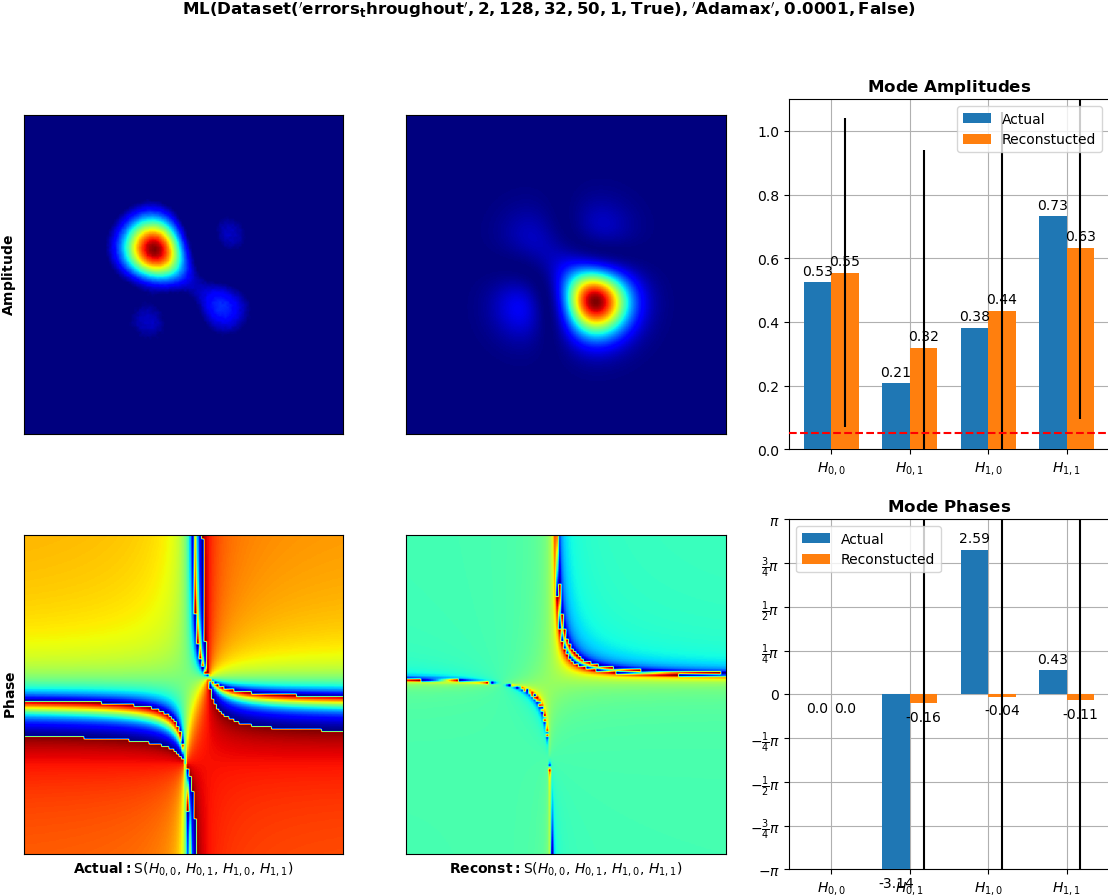 ML(Dataset('errors_throughout', 2, 128, 32, 50, 1, True), 'Adamax', 0.0001, False)
Mode Amplitudes
Amplitude
Actual
Reconstucted
1.0
0.8
0.6
0.4
0.2
0.0
0.53
0.55
0.21
0.32
0.38
0.44
0.73
0.63
H0,0
H0,1
H1,0
H1,1
Mode Phases
Phase
Actual
Reconstucted
π
3/4π
1/2π
1/4π
0
−1/4π
−1/2π
−3/4π
−π
0.0
0.0
-3.14
-0.16
2.59
-0.04
0.43
-0.11
H0,0
H0,1
H1,0
H1,1
Actual: S(H0,0, H0,1, H1,0, H1,1)
Reconst: S(H0,0, H0,1, H1,0, H1,1)